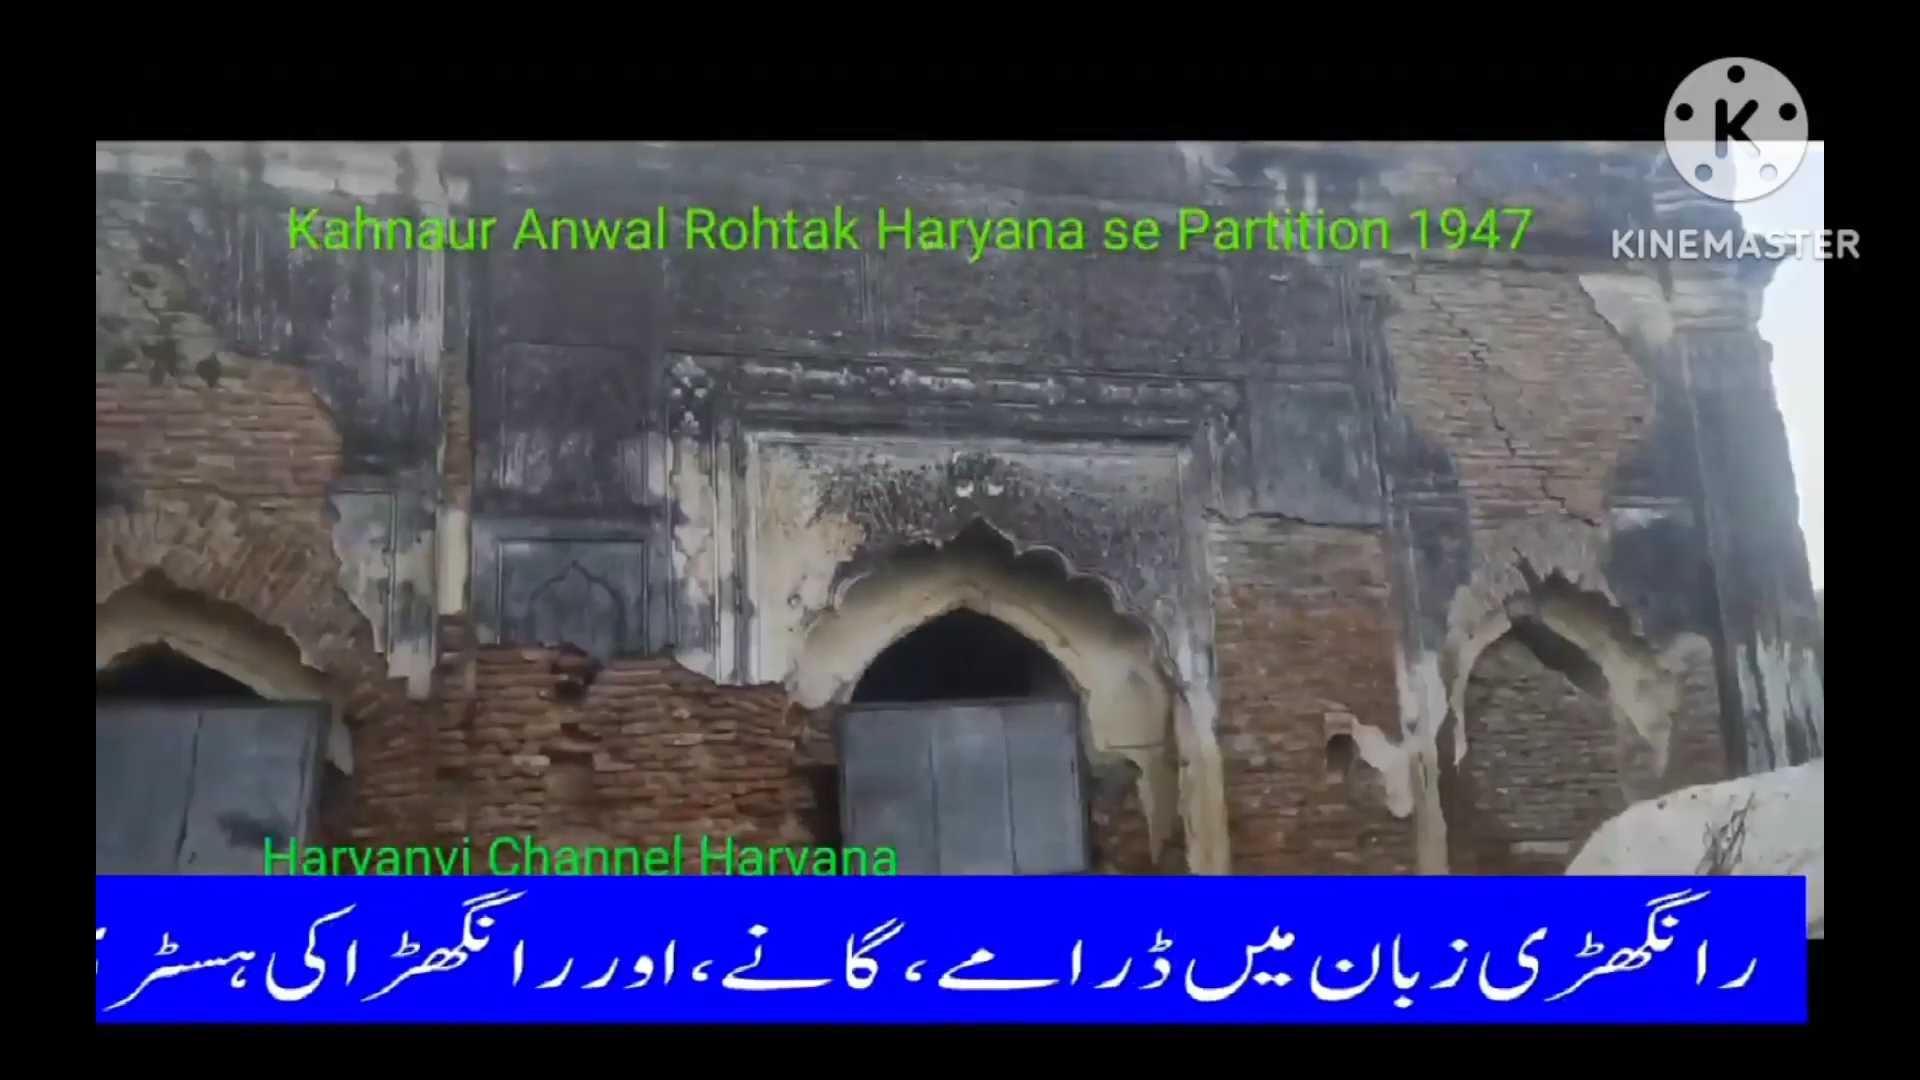 Kahnaur Anwal Rohtak Haryana se Partition 1947
KINEMASTER
Haryanvi Channel Haryana
رانگھڑی زبان میں ڈرامے، گانے، اور رانگھڑا کی ہسٹری